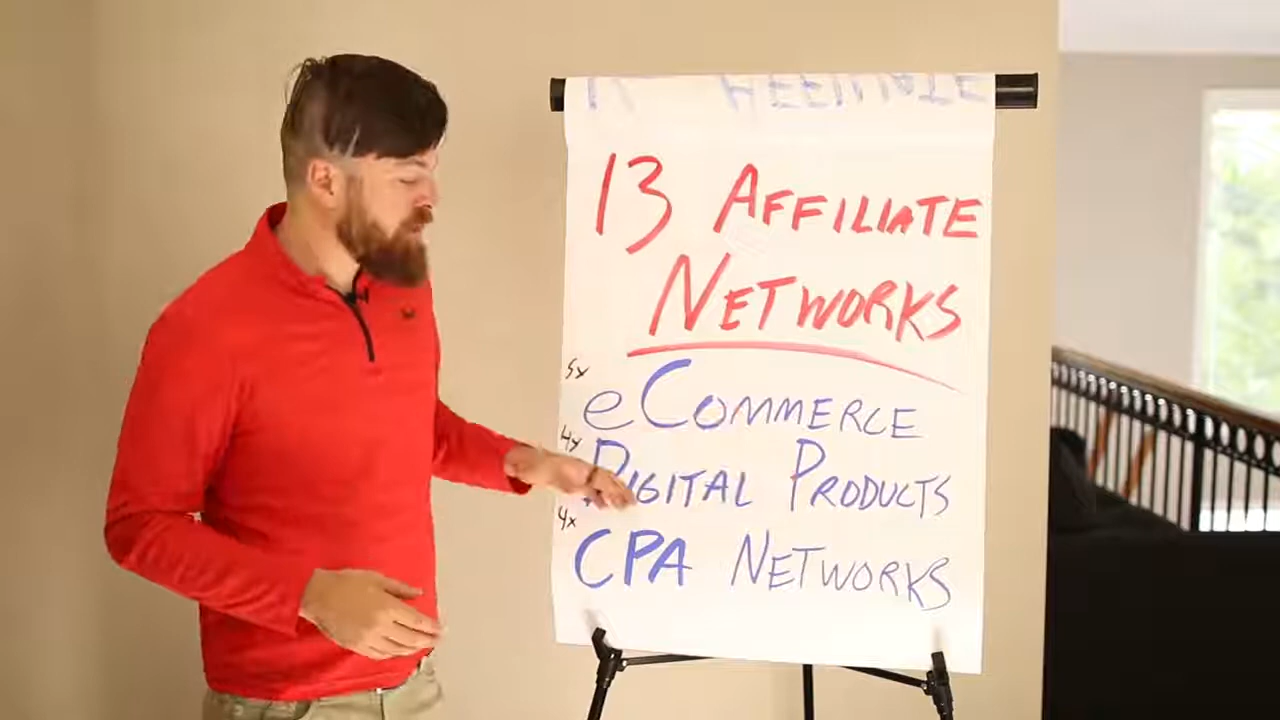 13 AFFILIATE
NETWORKS
5x
eCOMMERCE
4x
DIGITAL PRODUCTS
4x
CPA NETWORKS